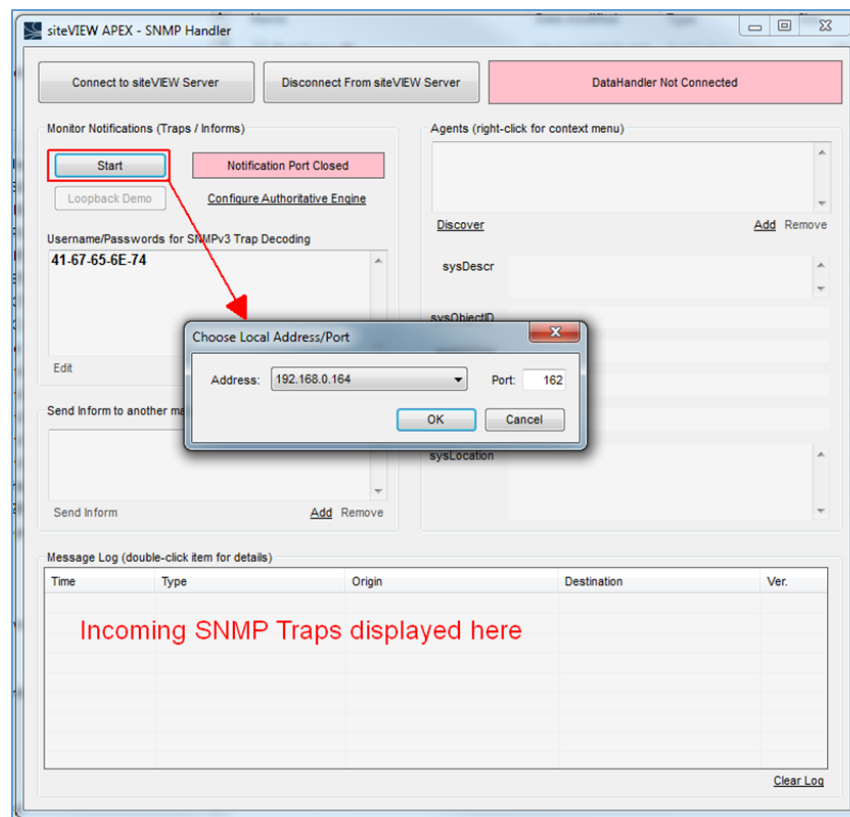 siteVIEW APEX - SNMP Handler
Connect to siteVIEW Server
Disconnect From siteVIEW Server
DataHandler Not Connected
Monitor Notifications (Traps / Informs)
Start
Notification Port Closed
Loopback Demo
Configure Authoritative Engine
Username/Passwords for SNMPv3 Trap Decoding
41-67-65-6E-74
Edit
Agents (right-click for context menu)
Discover
Add Remove
sysDescr
sysObjectID
Choose Local Address/Port
Address: 192.168.0.164
Port: 162
OK
Cancel
Send Inform to another
Send Inform
Add Remove
sysLocation
Message Log (double-click item for details)
Time Type Origin Destination Ver.
Incoming SNMP Traps displayed here
Clear Log